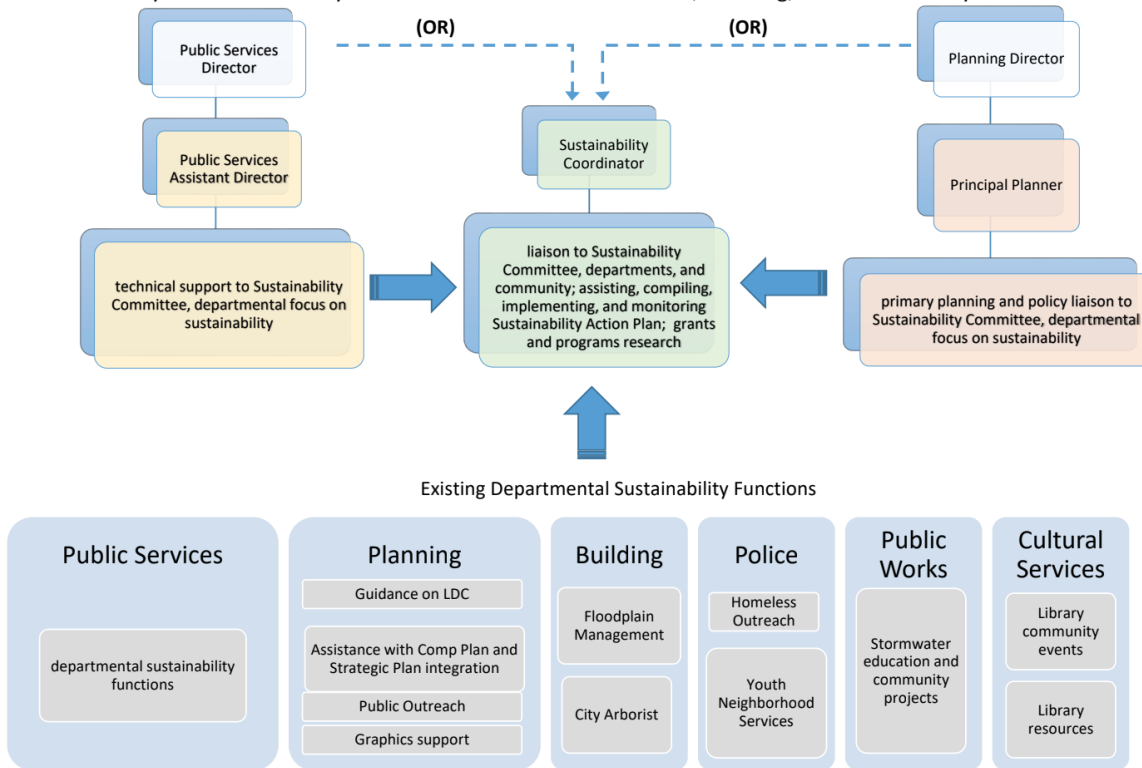 (OR)
(OR)
Public Services
Director
Planning Director
Public Services
Assistant Director
Sustainability
Coordinator
Principal Planner
technical support to Sustainability
Committee, departmental focus on
sustainability
liaison to Sustainability
Committee, departments, and
community; assisting, compiling,
implementing, and monitoring
Sustainability Action Plan; grants
and programs research
primary planning and policy liaison to
Sustainability Committee, departmental
focus on sustainability
Existing Departmental Sustainability Functions
Public Services
departmental sustainability
functions
Planning
Guidance on LDC
Assistance with Comp Plan and
Strategic Plan integration
Public Outreach
Graphics support
Building
Floodplain
Management
City Arborist
Police
Homeless
Outreach
Youth
Neighborhood
Services
Public
Works
Stormwater
education and
community
projects
Cultural
Services
Library
community
events
Library
resources